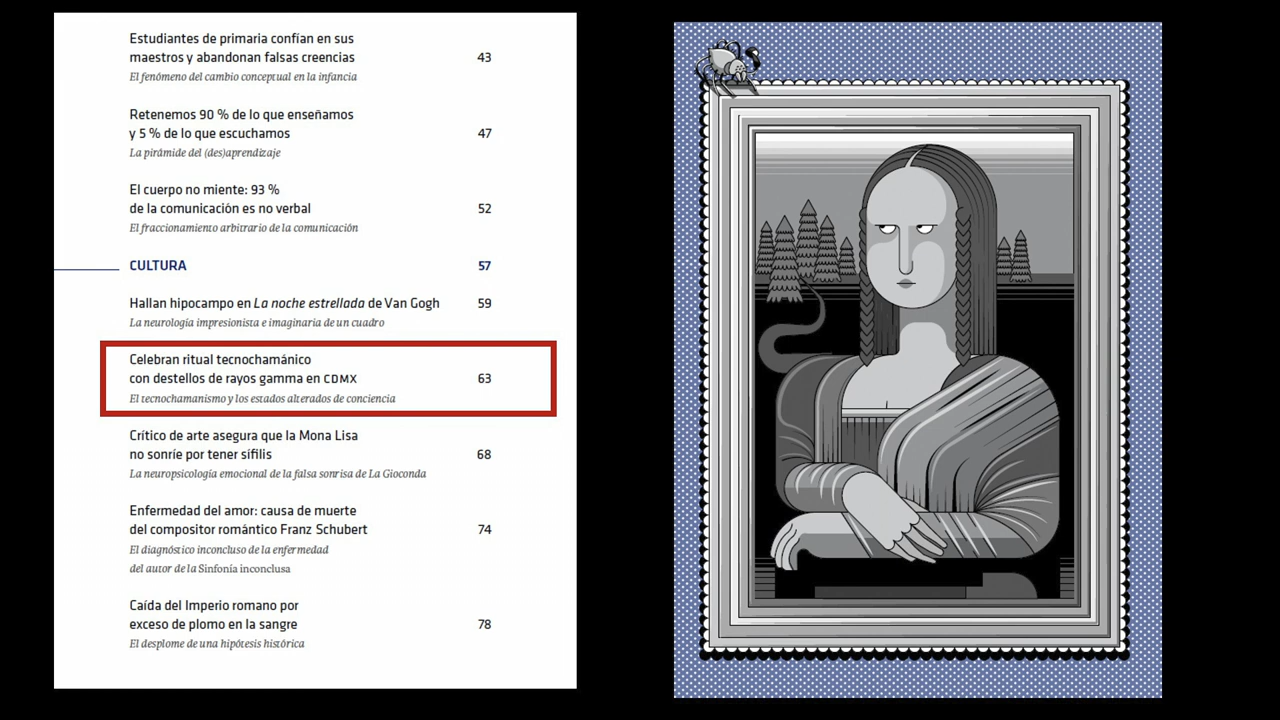 Estudiantes de primaria confían en sus
maestros y abandonan falsas creencias 43
El fenómeno del cambio conceptual en la infancia
Retenemos 90 % de lo que enseñamos
y 5 % de lo que escuchamos 47
La pirámide del (des)aprendizaje
El cuerpo no miente: 93 %
de la comunicación es no verbal 52
El fraccionamiento arbitrario de la comunicación
CULTURA 57
Hallan hipocampo en La noche estrellada de Van Gogh 59
La neurología impresionista e imaginaria de un cuadro
Celebran ritual tecnochamánico
con destellos de rayos gamma en CDMX 63
El tecnochamanismo y los estados alterados de conciencia
Crítico de arte asegura que la Mona Lisa
no sonríe por tener sífilis 68
La neuropsicología emocional de la falsa sonrisa de La Gioconda
Enfermedad del amor: causa de muerte
del compositor romántico Franz Schubert 74
El diagnóstico inconcluso de la enfermedad
del autor de la Sinfonía inconclusa
Caída del Imperio romano por
exceso de plomo en la sangre 78
El desplome de una hipótesis histórica